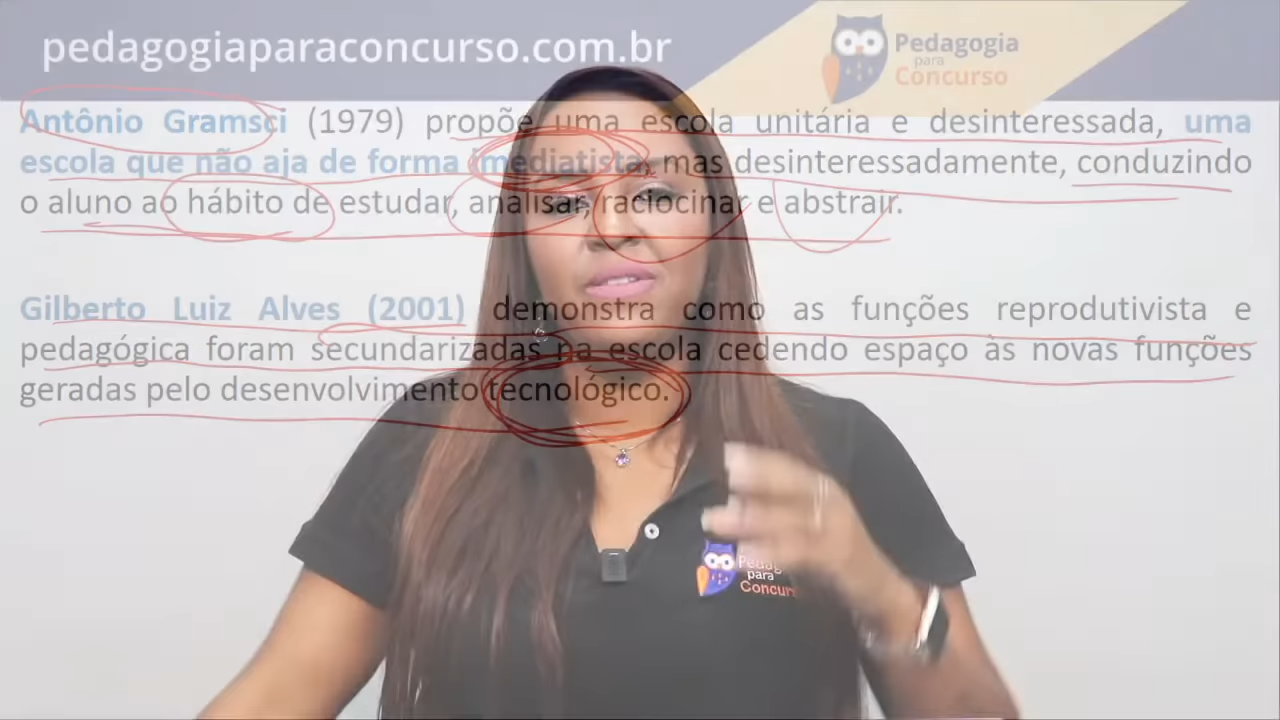 pedagogiaparaconcurso.com.br
Pedagogia
para
Concurso
Antônio Gramsci (1979) propõe uma escola unitária e desinteressada, uma
escola que não aja de forma imediatista, mas desinteressadamente, conduzindo
o aluno ao hábito de estudar, analisar, raciocinar e abstrair.
Gilberto Luiz Alves (2001) demonstra como as funções reprodutivista e
pedagógica foram secundarizadas na escola cedendo espaço às novas funções
geradas pelo desenvolvimento tecnológico.
para